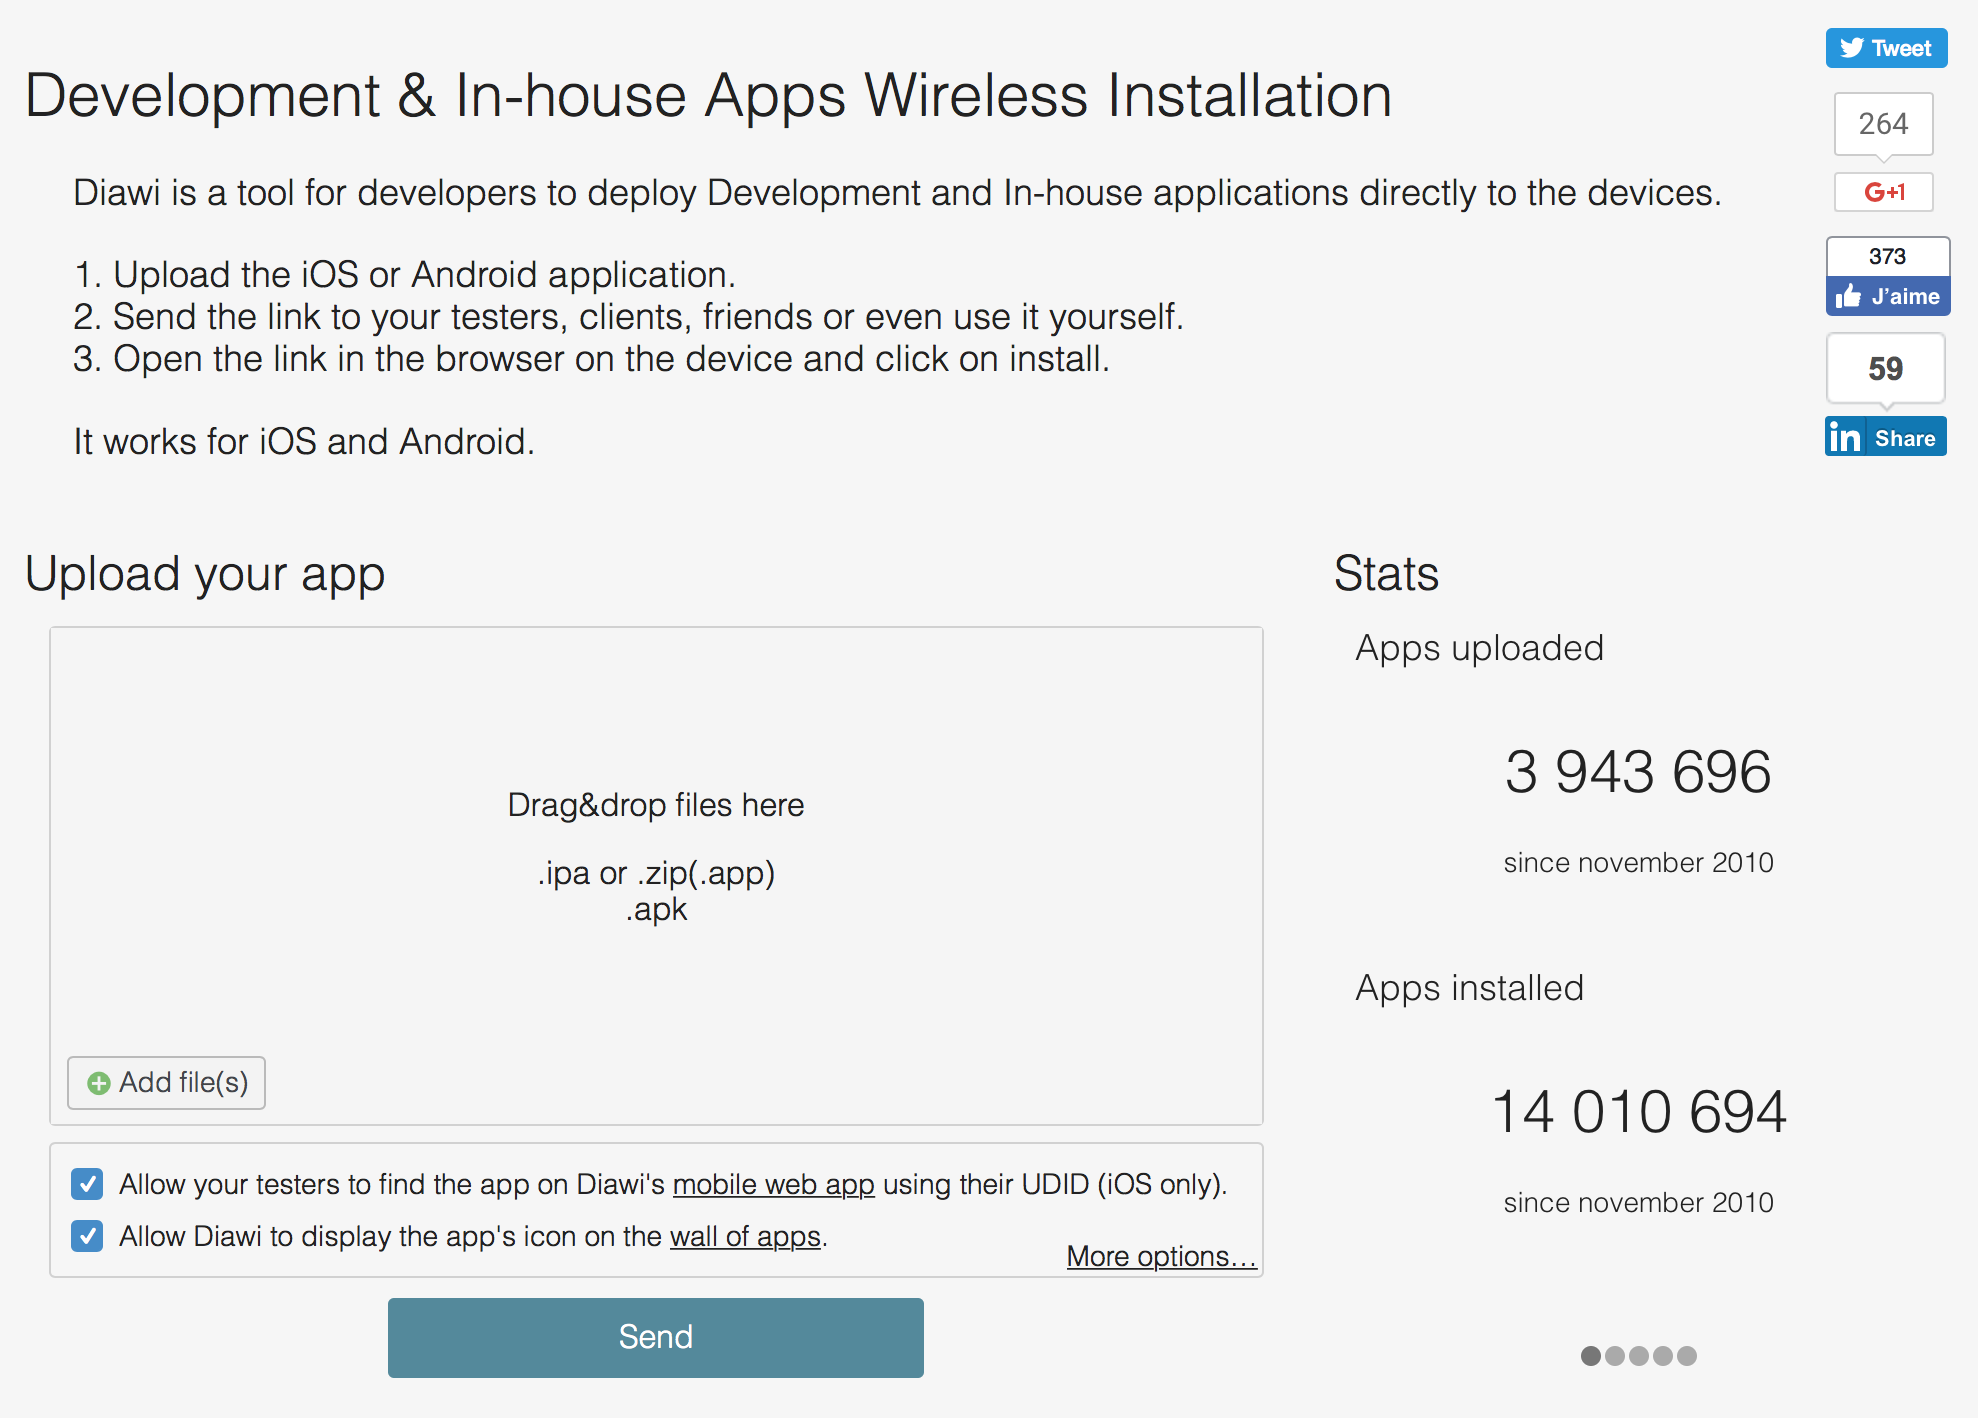 Tweet
Development & In-house Apps Wireless Installation
264
Diawi is a tool for developers to deploy Development and In-house applications directly to the devices.
G+1
373
1. Upload the iOS or Android application.
J'aime
2. Send the link to your testers, clients, friends or even use it yourself.
3. Open the link in the browser on the device and click on install.
59
It works for iOS and Android.
in Share
Upload your app
Drag&drop files here
.ipa or .zip(.app)
.apk
Add file(s)
Allow your testers to find the app on Diawi's mobile web app using their UDID (iOS only).
Allow Diawi to display the app's icon on the wall of apps.
More options...
Send
Stats
Apps uploaded
3 943 696
since november 2010
Apps installed
14 010 694
since november 2010